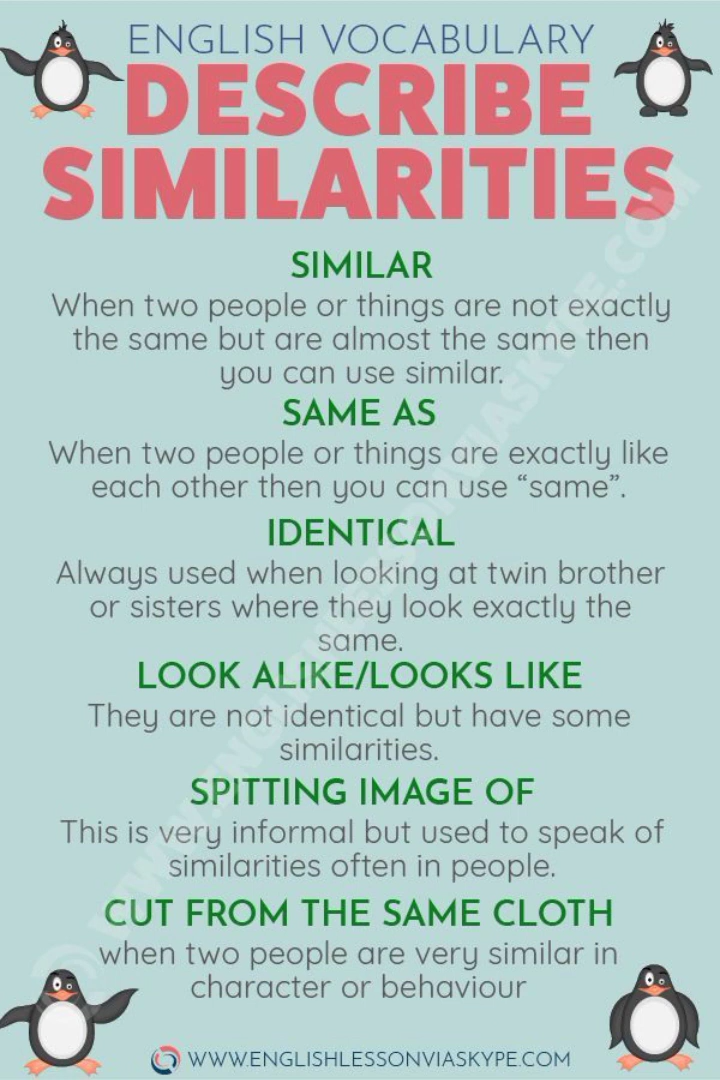 ENGLISH VOCABULARY
DESCRIBE
SIMILARITIES
SIMILAR
When two people or things are not exactly
the same but are almost the same then
you can use similar.
SAME AS
When two people or things are exactly like
each other then you can use “same”.
IDENTICAL
Always used when looking at twin brother
or sisters where they look exactly the
same.
LOOK ALIKE/LOOKS LIKE
They are not identical but have some
similarities.
SPITTING IMAGE OF
This is very informal but used to speak of
similarities often in people.
CUT FROM THE SAME CLOTH
when two people are very similar in
character or behaviour
WWW.ENGLISHLESSONVIASKYPE.COM
WWW.ENGLISHLESSONVIASKYPE.COM